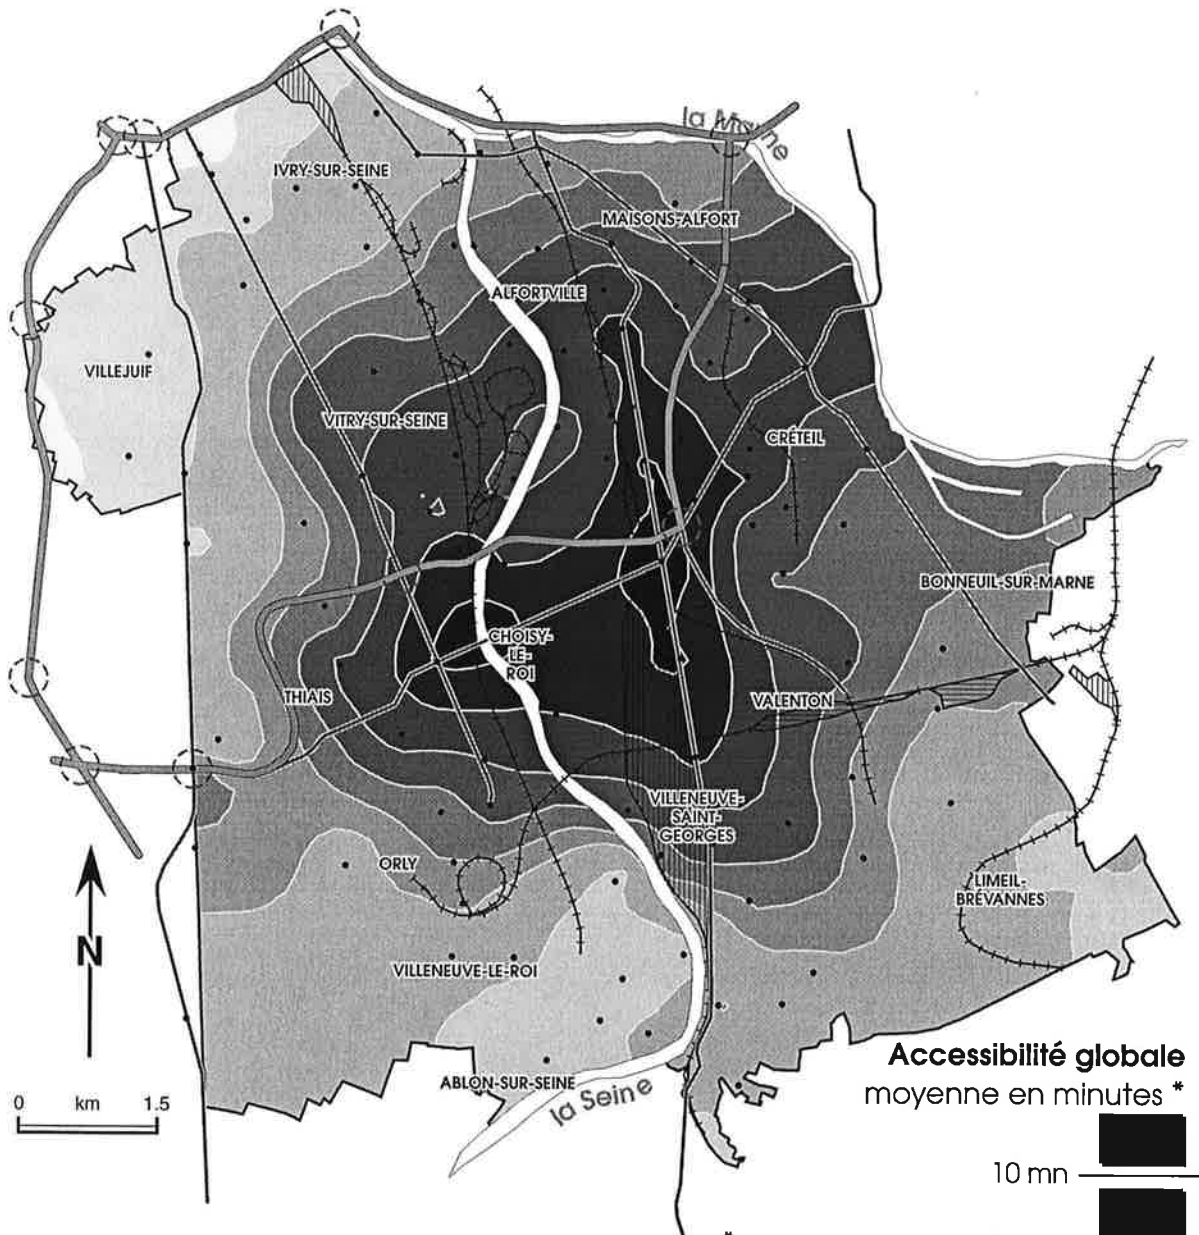 la Marne
IVRY-SUR-SEINE
MAISONS-ALFORT
ALFORTVILLE
VILLEJUIF
VITRY-SUR-SEINE
CRÉTEIL
BONNEUIL-SUR-MARNE
CHOISY-
LE-
ROI
THIAIS
VALENTON
VILLENEUVE-
SAINT-
GEORGES
ORLY
LIMEIL-
BRÉVANNES
N
VILLENEUVE-LE-ROI
ABLON-SUR-SEINE
la Seine
0 km 1.5
Accessibilité globale
moyenne en minutes *
10 mn